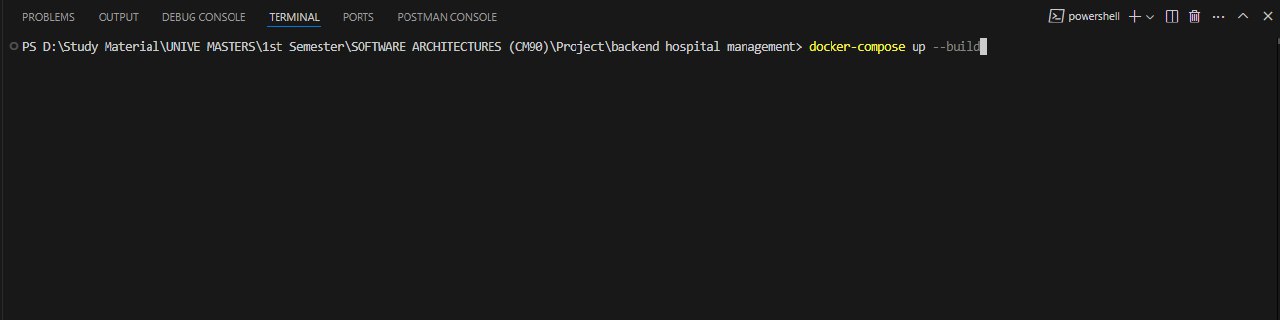 PROBLEMS OUTPUT DEBUG CONSOLE TERMINAL PORTS POSTMAN CONSOLE powershell
PS D:\Study Material\UNIVE MASTERS\1st Semester\SOFTWARE ARCHITECTURES (CM90)\Project\backend hospital management> docker-compose up --build